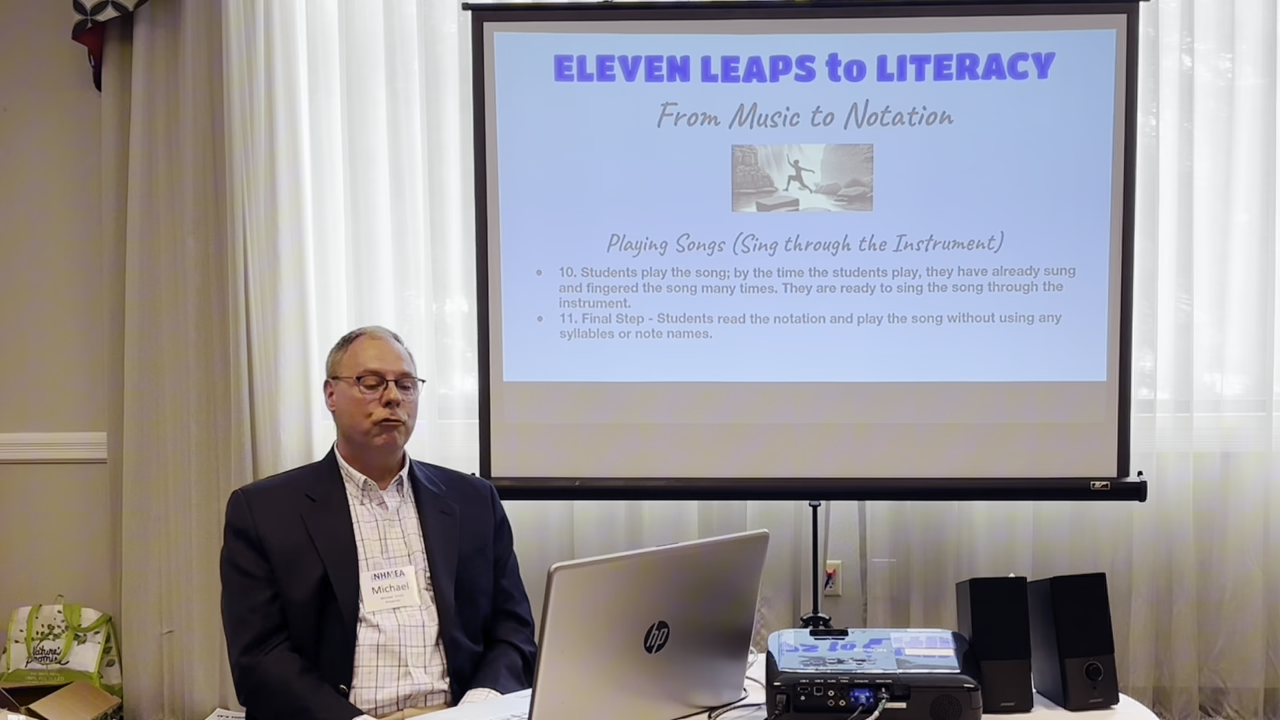 ELEVEN LEAPS to LITERACY
From Music to Notation
Playing Songs (Sing through the Instrument)
• 10. Students play the song; by the time the students play, they have already sung
and fingered the song many times. They are ready to sing the song through the
instrument.
• 11. Final Step - Students read the notation and play the song without using any
syllables or note names.
NHMEA
Michael
hp
nature's
promise